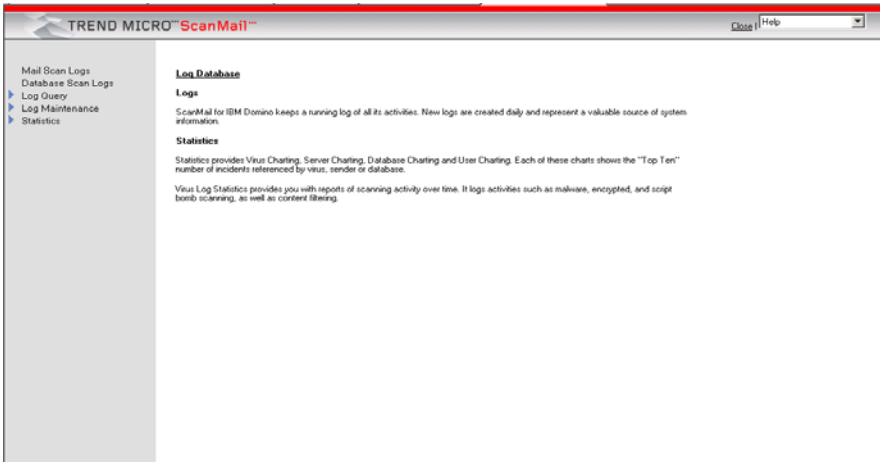 TREND MICRO™ ScanMail™
Close | Help
Mail Scan Logs
Database Scan Logs
Log Query
Log Maintenance
Statistics
Log Database
Logs
ScanMail for IBM Domino keeps a running log of all its activities. New logs are created daily and represent a valuable source of system
information.
Statistics
Statistics provides Virus Charting, Server Charting, Database Charting and User Charting. Each of these charts shows the "Top Ten"
number of incidents referenced by virus, sender or database.
Virus Log Statistics provides you with reports of scanning activity over time. It logs activities such as malware, encrypted, and script
bomb scanning, as well as content filtering.